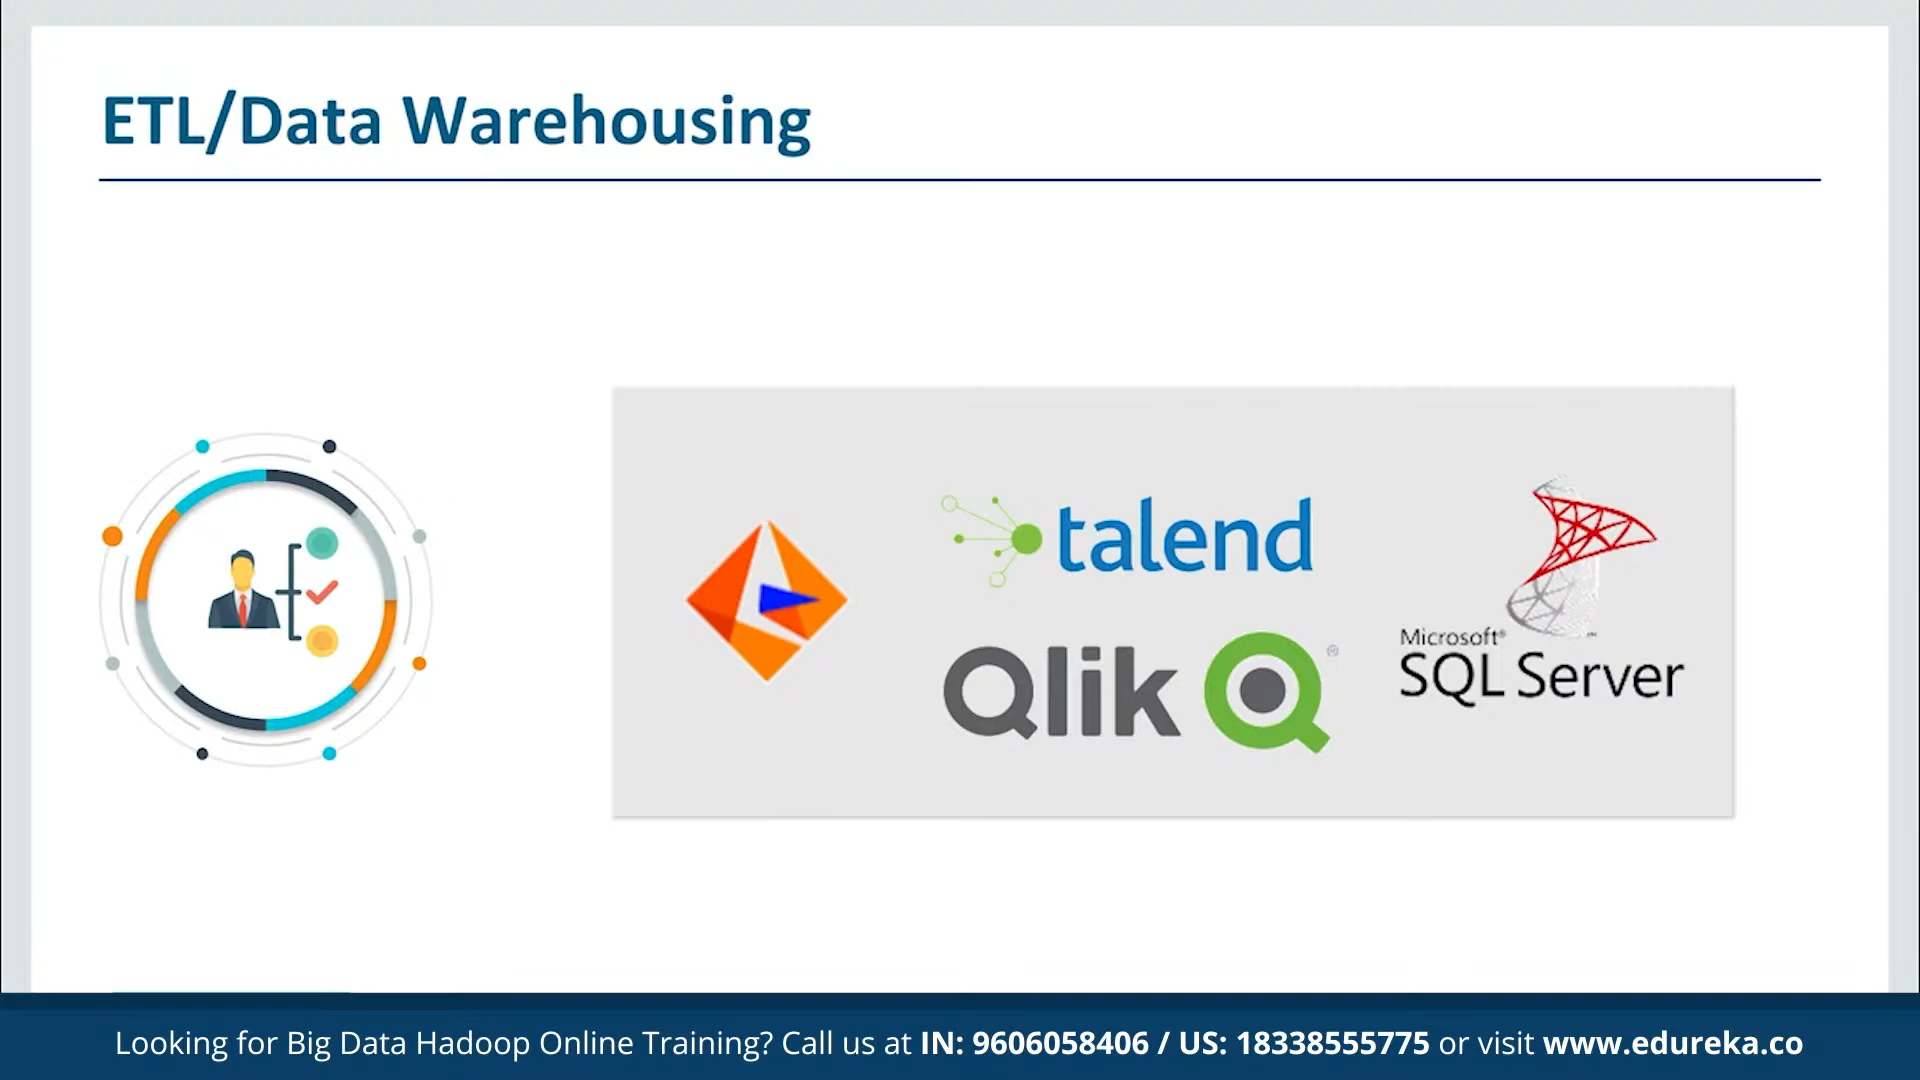 ETL/Data Warehousing
talend
Qlik
Microsoft®
SQL Server
Looking for Big Data Hadoop Online Training? Call us at IN: 9606058406 / US: 18338555775 or visit www.edureka.co